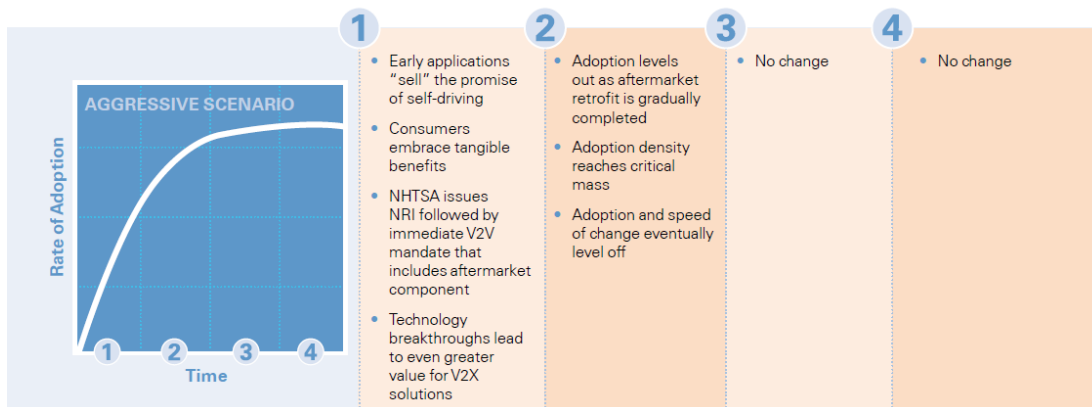 AGGRESSIVE SCENARIO
Rate of Adoption
1
2
3
4
Time
1
• Early applications
“sell” the promise
of self-driving
• Consumers
embrace tangible
benefits
• NHTSA issues
NRI followed by
immediate V2V
mandate that
includes aftermarket
component
• Technology
breakthroughs lead
to even greater
value for V2X
solutions
2
• Adoption levels
out as aftermarket
retrofit is gradually
completed
• Adoption density
reaches critical
mass
• Adoption and speed
of change eventually
level off
3
• No change
4
• No change